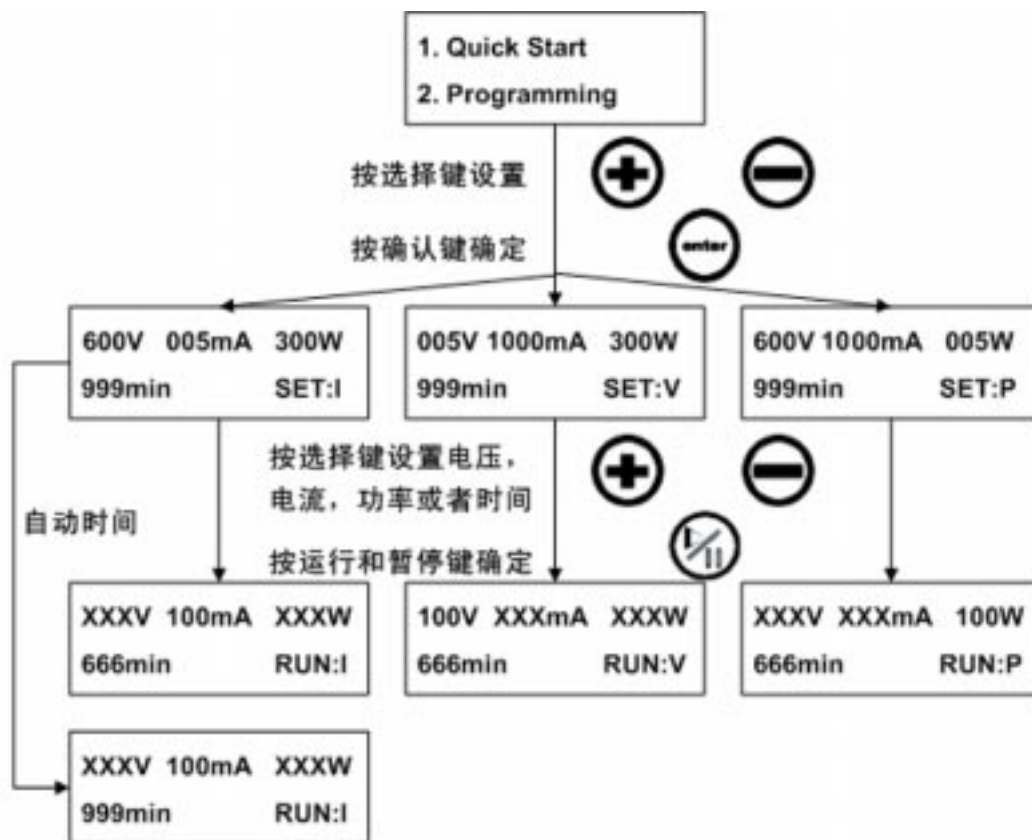 1. Quick Start
2. Programming
按选择键设置
按确认键确定
enter
600V 005mA 300W
999min SET:I
005V 1000mA 300W
999min SET:V
600V 1000mA 005W
999min SET:P
按选择键设置电压，
电流，功率或者时间
自动时间
按运行和暂停键确定
XXXV 100mA XXXW
666min RUN:I
100V XXXmA XXXW
666min RUN:V
XXXV XXXmA 100W
666min RUN:P
XXXV 100mA XXXW
999min RUN:I